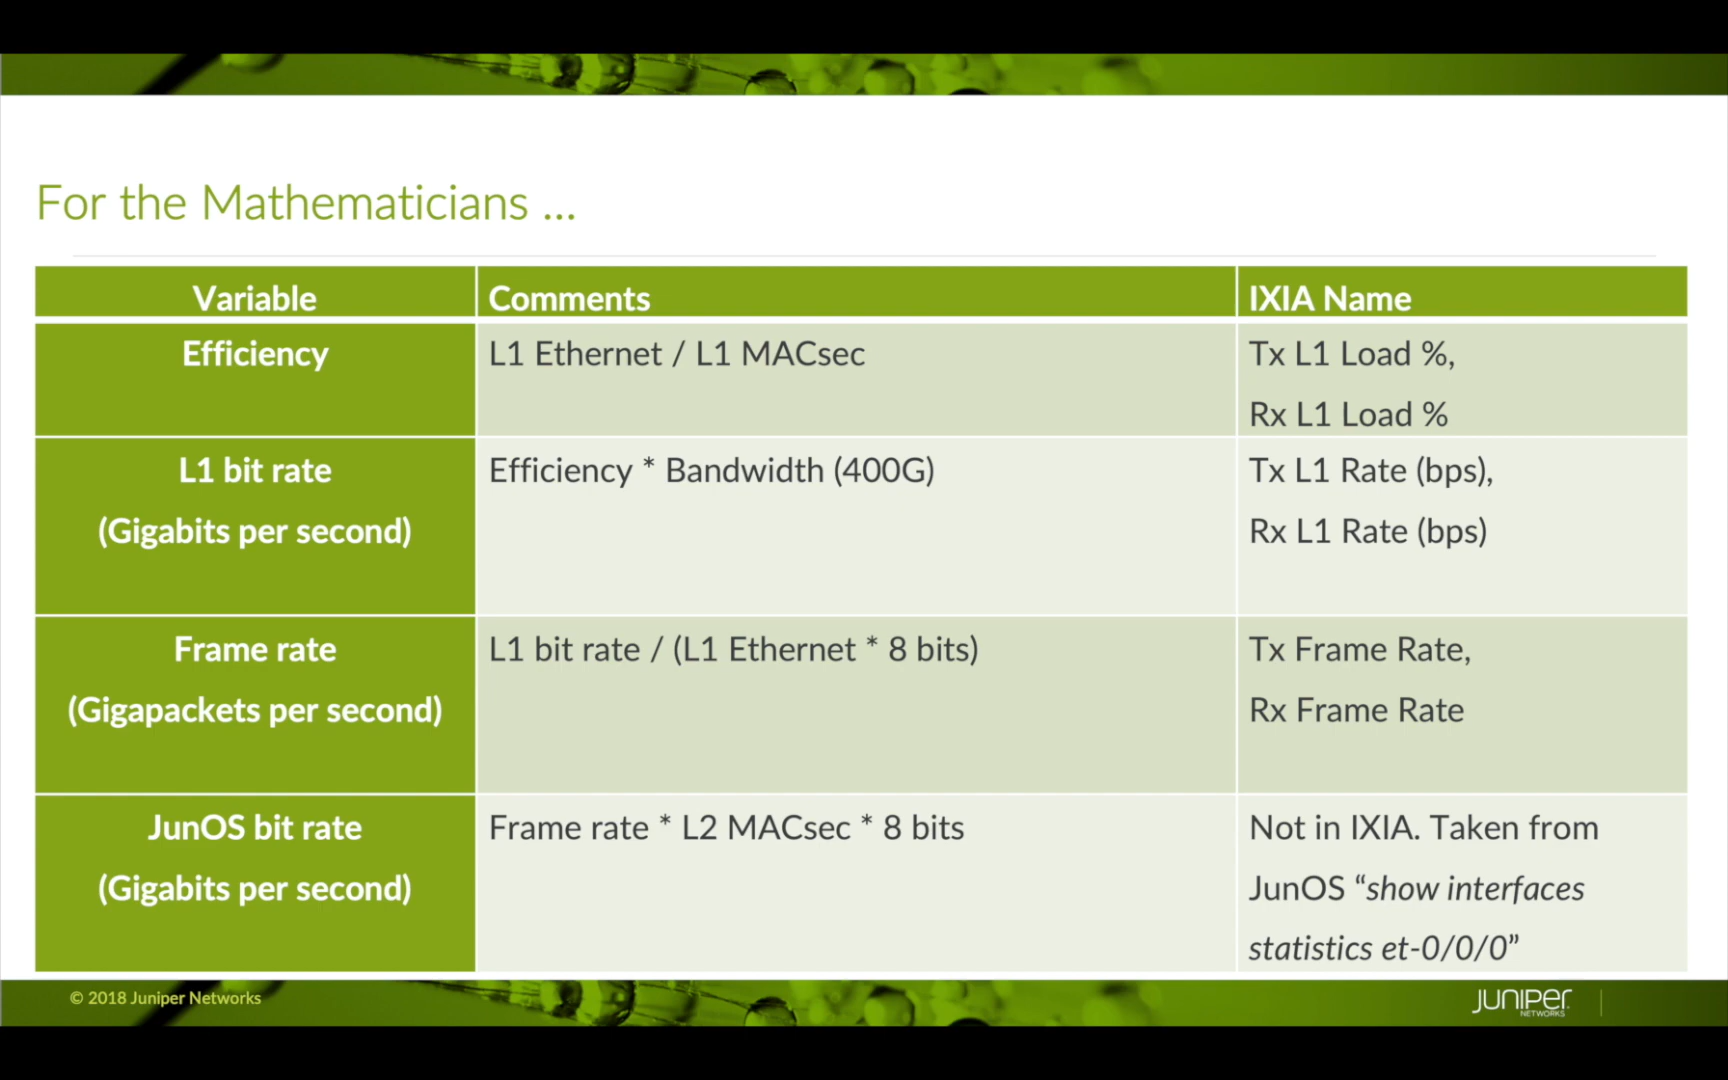 For the Mathematicians ...
Variable
Comments
IXIA Name
Efficiency
L1 Ethernet / L1 MACsec
Tx L1 Load %,
Rx L1 Load %
L1 bit rate
(Gigabits per second)
Efficiency * Bandwidth (400G)
Tx L1 Rate (bps),
Rx L1 Rate (bps)
Frame rate
(Gigapackets per second)
L1 bit rate / (L1 Ethernet * 8 bits)
Tx Frame Rate,
Rx Frame Rate
JunOS bit rate
(Gigabits per second)
Frame rate * L2 MACsec * 8 bits
Not in IXIA. Taken from
JunOS “show interfaces
statistics et-0/0/0”
© 2018 Juniper Networks
JUNIPER
NETWORKS